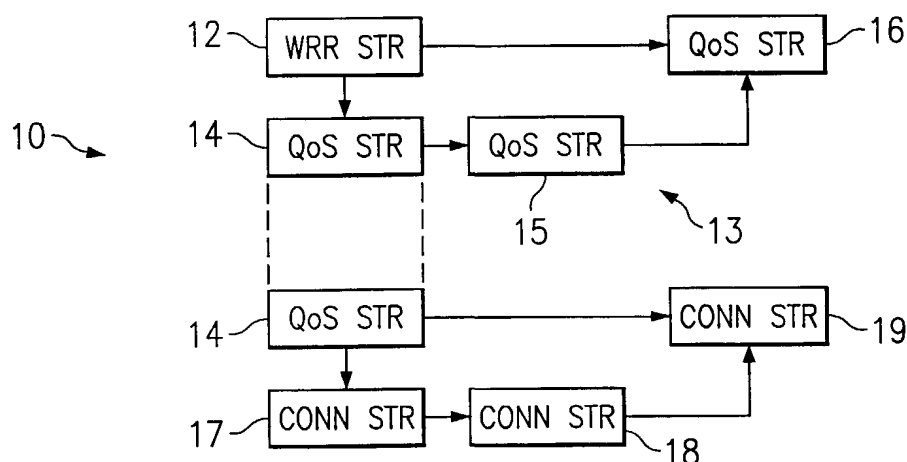 12 WRR STR QoS STR 16
10 14 QoS STR QoS STR
15 13
14 QoS STR CONN STR 19
17 CONN STR CONN STR 18